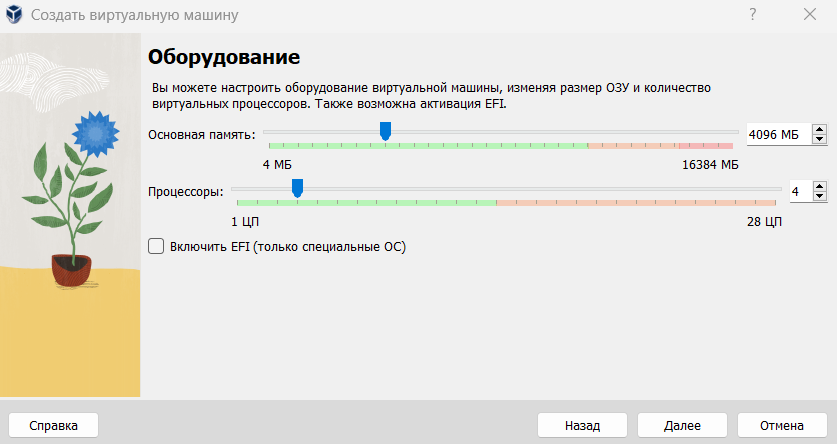 Создать виртуальную машину
?
Оборудование
Вы можете настроить оборудование виртуальной машины, изменяя размер ОЗУ и количество
виртуальных процессоров. Также возможна активация EFI.
Основная память:
4096 МБ
4 МБ
16384 МБ
Процессоры:
4
1 ЦП
28 ЦП
Включить EFI (только специальные ОС)
Справка
Назад
Далее
Отмена